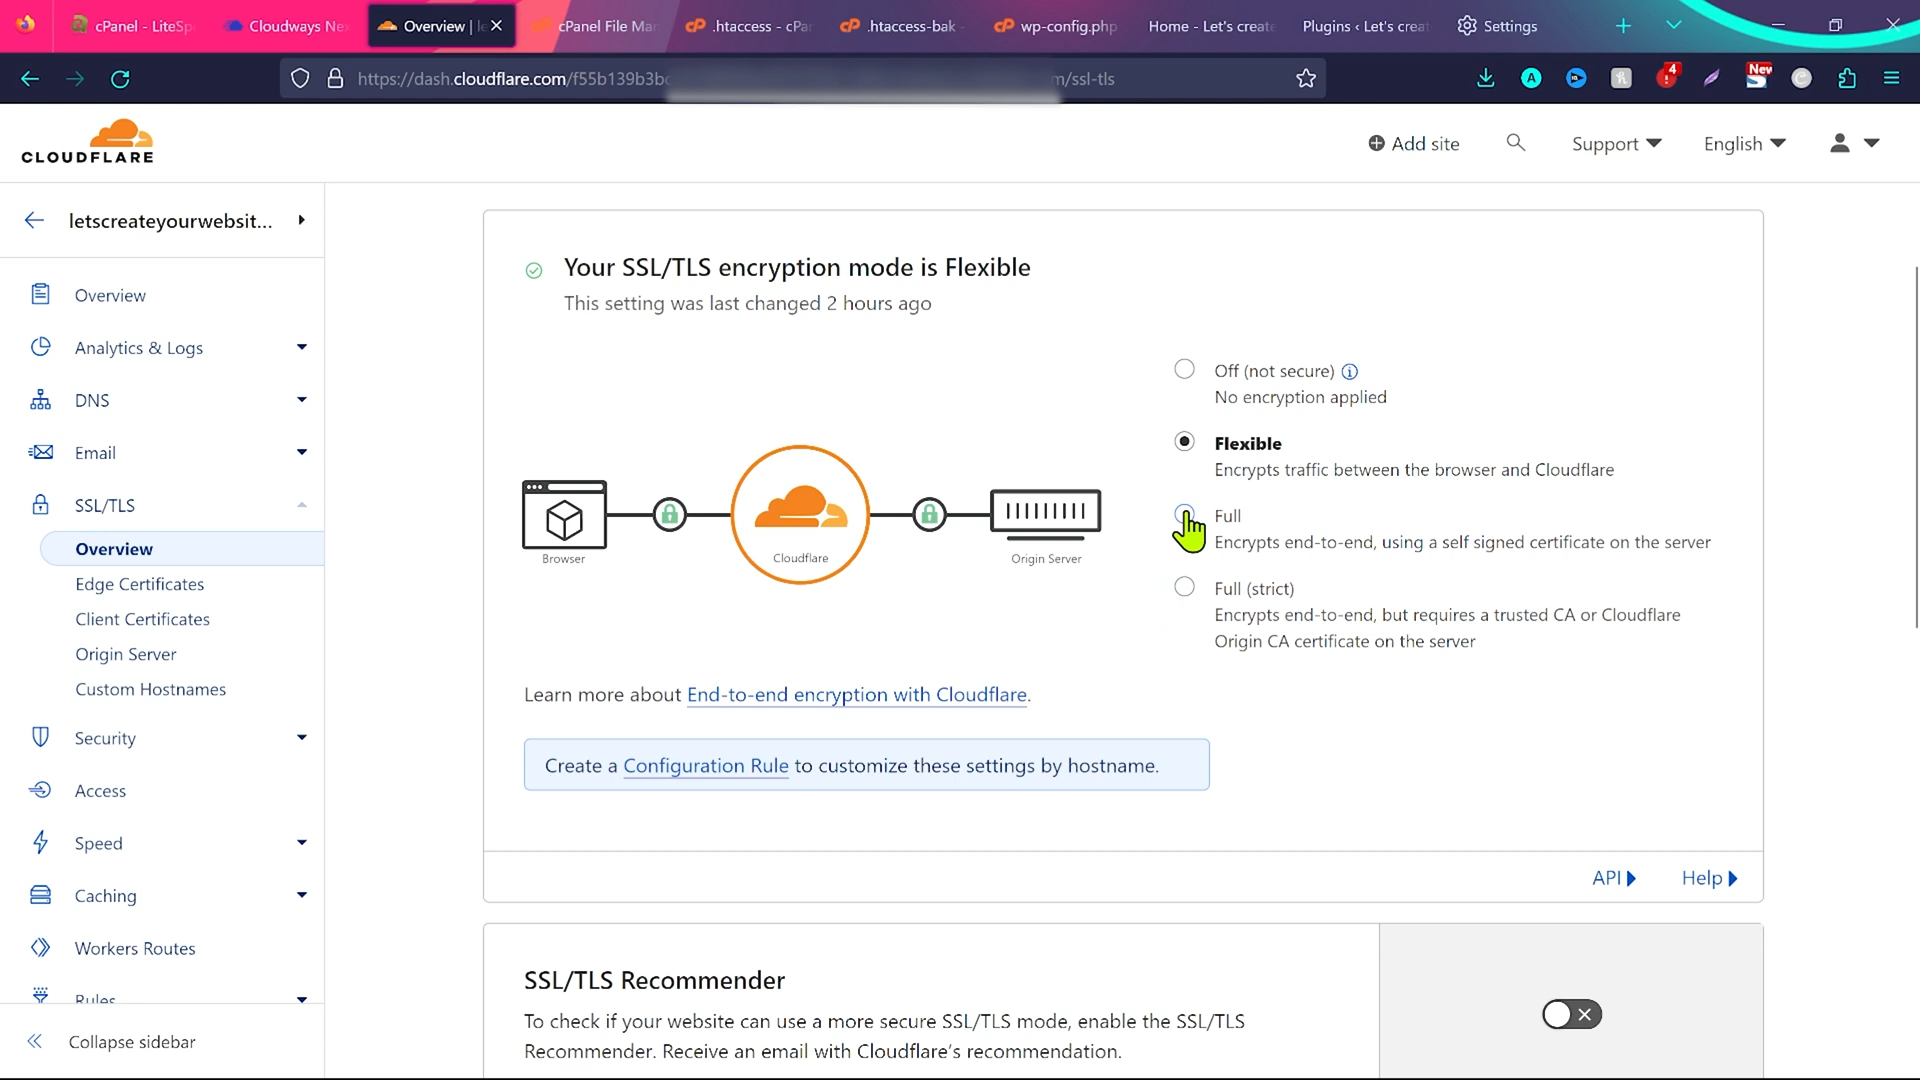 cPanel - LiteSp
Cloudways Ne
Overview | le
cPanel File Mar
.htaccess - cPar
.htaccess-bak -
wp-config.php
Home - Let's create
Plugins ‹ Let's creat
Settings
https://dash.cloudflare.com/f55b139b3bc
m/ssl-tls
A
4
New
CLOUDFLARE
Add site
Support
English
letscreateyourwebsit...
Overview
Analytics & Logs
DNS
Email
SSL/TLS
Overview
Edge Certificates
Client Certificates
Origin Server
Custom Hostnames
Security
Access
Speed
Caching
Workers Routes
Rules
Collapse sidebar
Your SSL/TLS encryption mode is Flexible
This setting was last changed 2 hours ago
Browser
Cloudflare
Origin Server
Off (not secure)
No encryption applied
Flexible
Encrypts traffic between the browser and Cloudflare
Full
Encrypts end-to-end, using a self signed certificate on the server
Full (strict)
Encrypts end-to-end, but requires a trusted CA or Cloudflare
Origin CA certificate on the server
Learn more about End-to-end encryption with Cloudflare.
Create a Configuration Rule to customize these settings by hostname.
API
Help
SSL/TLS Recommender
To check if your website can use a more secure SSL/TLS mode, enable the SSL/TLS
Recommender. Receive an email with Cloudflare's recommendation.